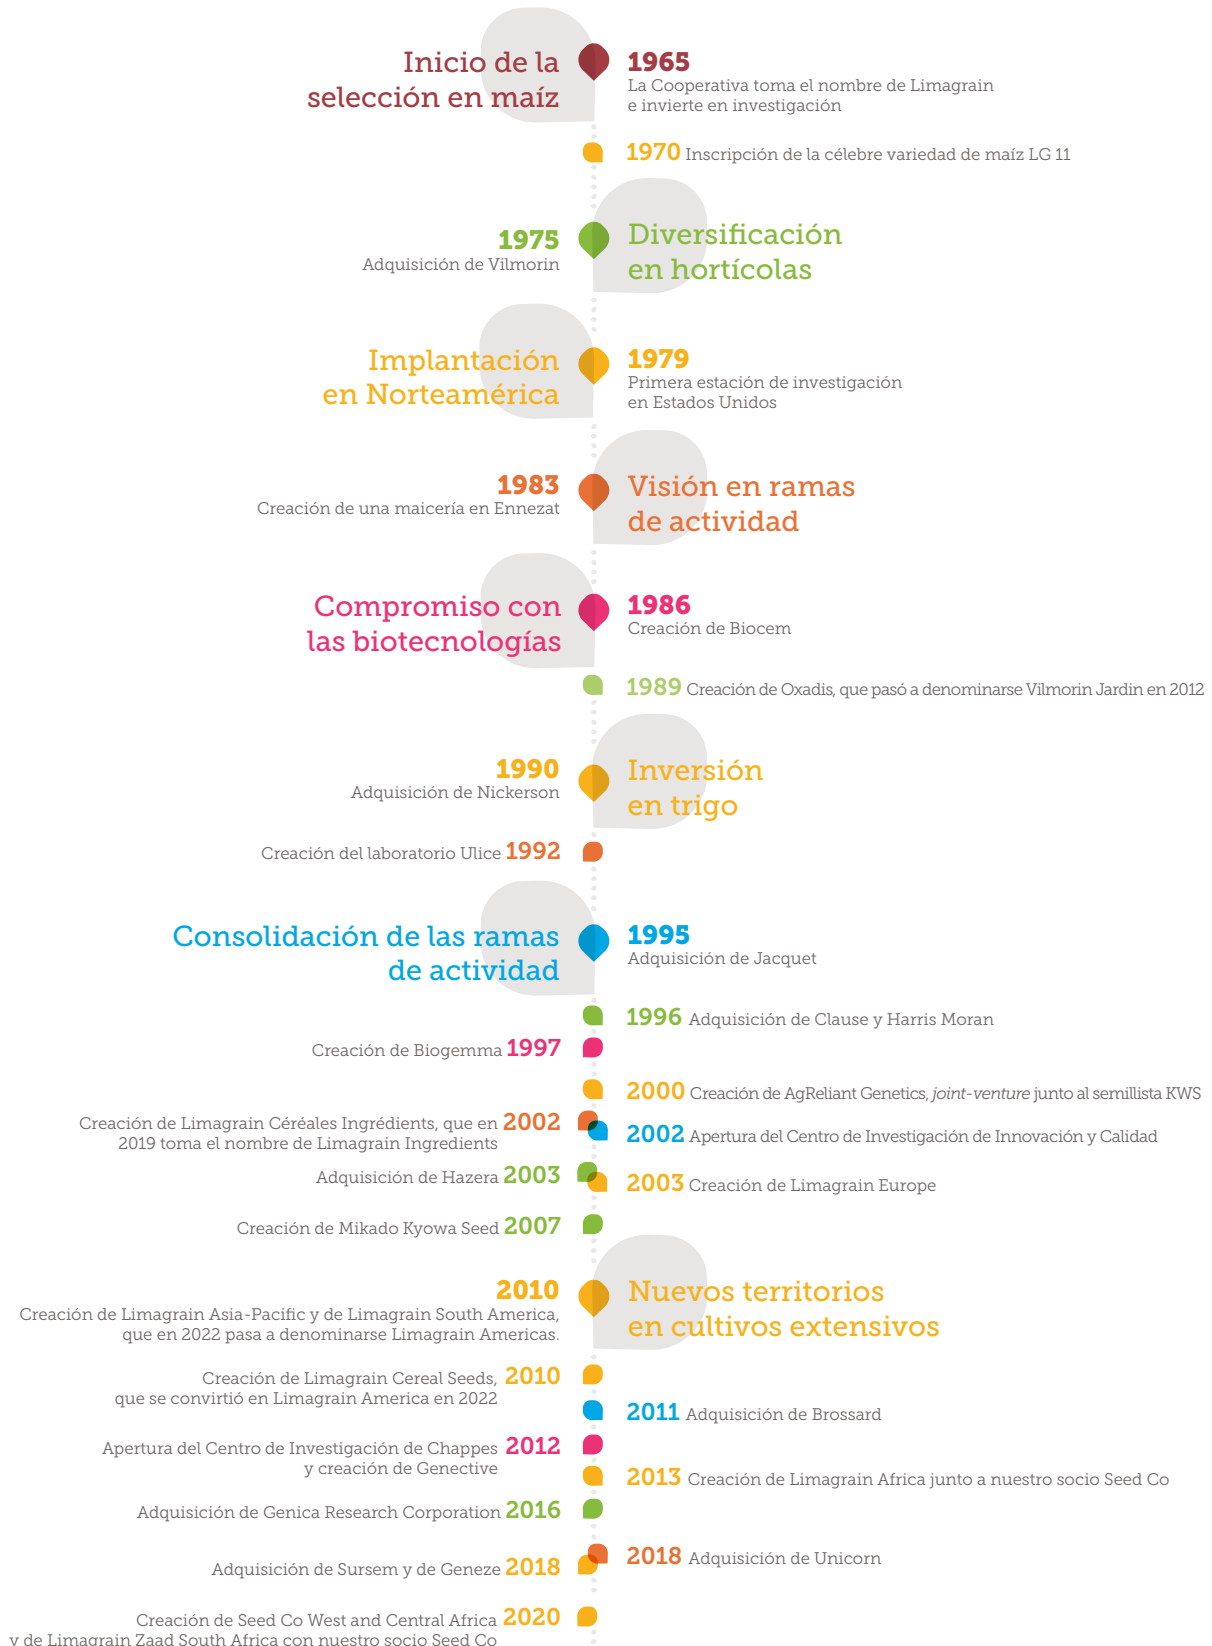 Inicio de la
selección en maíz
1965
La Cooperativa toma el nombre de Limagrain
e invierte en investigación
1970 Inscripción de la célebre variedad de maíz LG 11
1975
Adquisición de Vilmorin
Diversificación
en hortícolas
Implantación
en Norteamérica
1979
Primera estación de investigación
en Estados Unidos
1983
Creación de una maicería en Ennezat
Visión en ramas
de actividad
Compromiso con
las biotecnologías
1986
Creación de Biocem
1989 Creación de Oxadis, que pasó a denominarse Vilmorin Jardin en 2012
1990
Adquisición de Nickerson
Inversión
en trigo
Creación del laboratorio Ulice 1992
Consolidación de las ramas
de actividad
1995
Adquisición de Jacquet
1996 Adquisición de Clause y Harris Moran
Creación de Biogemma 1997
2000 Creación de AgReliant Genetics, joint-venture junto al semillista KWS
Creación de Limagrain Céréales Ingrédients, que en 2002
2019 toma el nombre de Limagrain Ingredients
2002 Apertura del Centro de Investigación de Innovación y Calidad
Adquisición de Hazera 2003
2003 Creación de Limagrain Europe
Creación de Mikado Kyowa Seed 2007
2010
Creación de Limagrain Asia-Pacific y de Limagrain South America,
que en 2022 pasa a denominarse Limagrain Americas.
Nuevos territorios
en cultivos extensivos
Creación de Limagrain Cereal Seeds, 2010
que se convirtió en Limagrain America en 2022
2011 Adquisición de Brossard
Apertura del Centro de Investigación de Chappes 2012
y creación de Genective
2013 Creación de Limagrain Africa junto a nuestro socio Seed Co
Adquisición de Genica Research Corporation 2016
2018 Adquisición de Unicorn
Adquisición de Sursem y de Geneze 2018
Creación de Seed Co West and Central Africa 2020
y de Limagrain Zaad South Africa con nuestro socio Seed Co